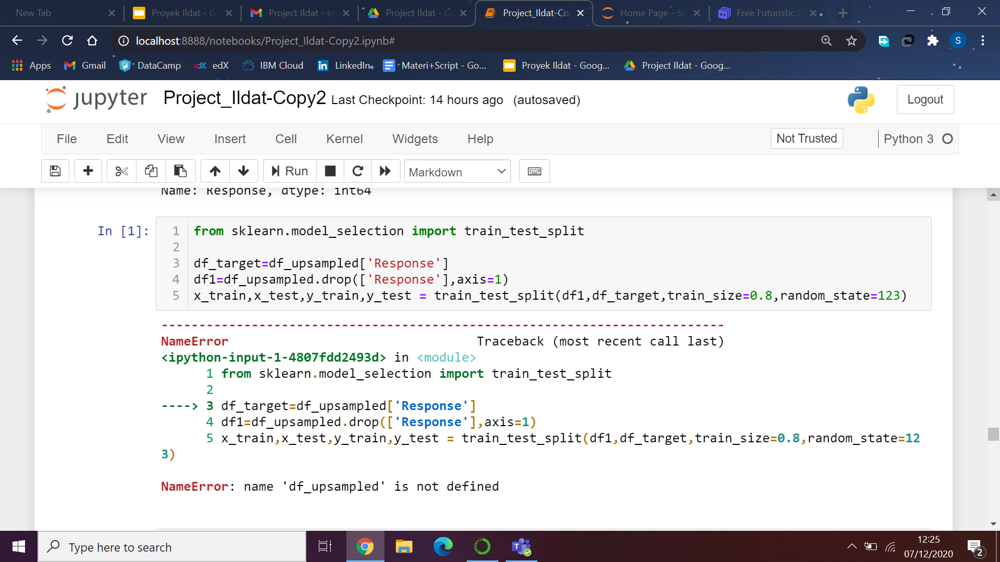 New Tab
Proyek Ildat - Go
Project Ildat - In
Project Ildat - G
Project_Ildat-Co
Home Page - Se
Free Futuristic G
localhost:8888/notebooks/Project_Ildat-Copy2.ipynb#
S
Apps
Gmail
DataCamp
edX
IBM Cloud
LinkedIn
Materi+Script - Go...
Proyek Ildat - Goog...
Project Ildat - Goog...
jupyter
Project_Ildat-Copy2 Last Checkpoint: 14 hours ago (autosaved)
Logout
File Edit View Insert Cell Kernel Widgets Help
Not Trusted
Python 3
Run
Markdown
Name: Response, dtype: int64
In [1]:
1 from sklearn.model_selection import train_test_split
2
3 df_target=df_upsampled['Response']
4 df1=df_upsampled.drop(['Response'],axis=1)
5 x_train,x_test,y_train,y_test = train_test_split(df1,df_target,train_size=0.8,random_state=123)
---------------------------------------------------------------------------
NameError                                 Traceback (most recent call last)
<ipython-input-1-4807fdd2493d> in <module>
      1 from sklearn.model_selection import train_test_split
      2
----> 3 df_target=df_upsampled['Response']
      4 df1=df_upsampled.drop(['Response'],axis=1)
      5 x_train,x_test,y_train,y_test = train_test_split(df1,df_target,train_size=0.8,random_state=12
3)
NameError: name 'df_upsampled' is not defined
Type here to search
12:25
07/12/2020
2